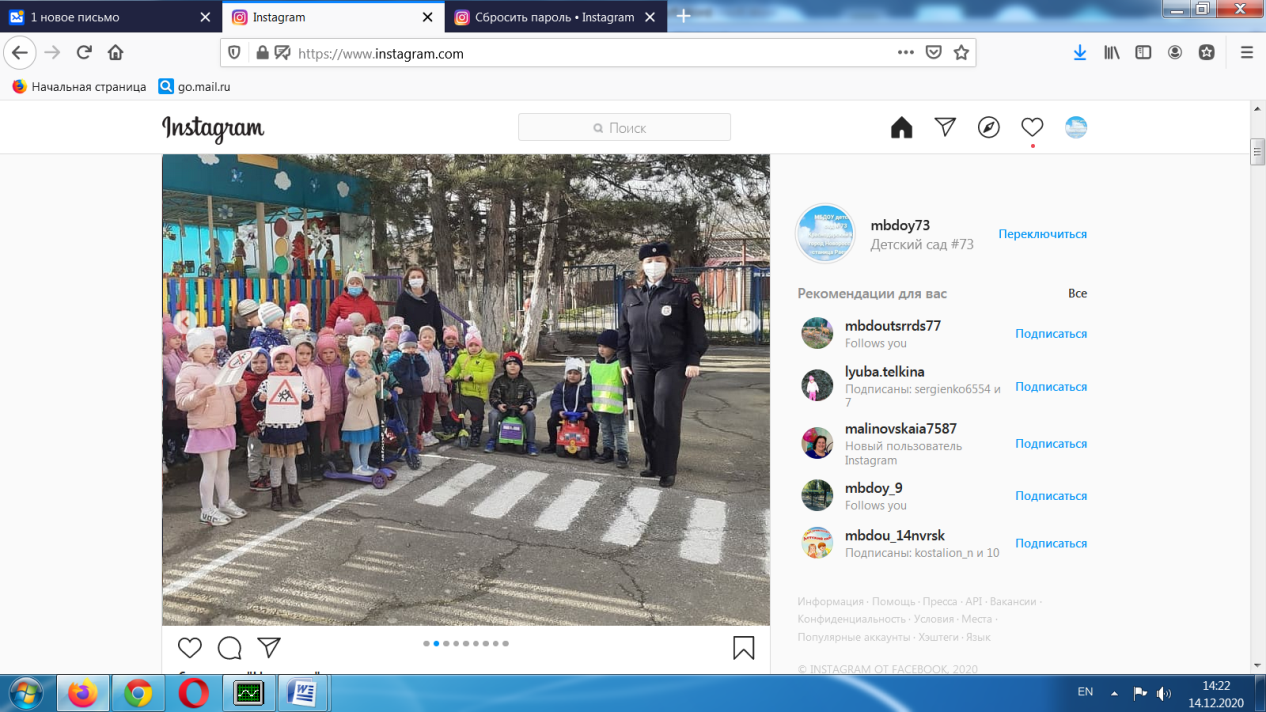 1 новое письмо
Instagram
Сбросить пароль • Instagram
https://www.instagram.com
Начальная страница
go.mail.ru
Instagram
Поиск
mbdoy73
Детский сад #73
Переключиться
Рекомендации для вас
Все
mbdoutsrrds77
Follows you
Подписаться
lyuba.telkina
Подписаны: sergienko6554 и
7
Подписаться
malinovskaia7587
Новый пользователь
Instagram
Подписаться
mbdoy_9
Follows you
Подписаться
mbdou_14nvrsk
Подписаны: kostalion_n и 10
Подписаться
Информация · Помощь · Пресса · API · Вакансии ·
Конфиденциальность · Условия · Места ·
Популярные аккаунты · Хэштеги · Язык
© INSTAGRAM ОТ FACEBOOK, 2020
EN
14:22
14.12.2020